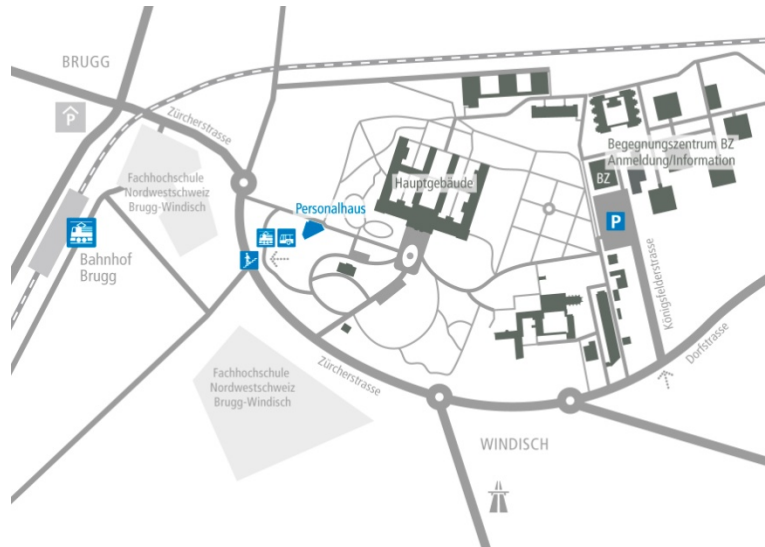 BRUGG
P
Zürcherstrasse
Fachhochschule
Nordwestschweiz
Brugg-Windisch
Bahnhof
Brugg
Personalhaus
Hauptgebäude
Begegnungszentrum BZ
Anmeldung/Information
BZ
P
Königsfelderstrasse
Dorfstrasse
Zürcherstrasse
Fachhochschule
Nordwestschweiz
Brugg-Windisch
WINDISCH